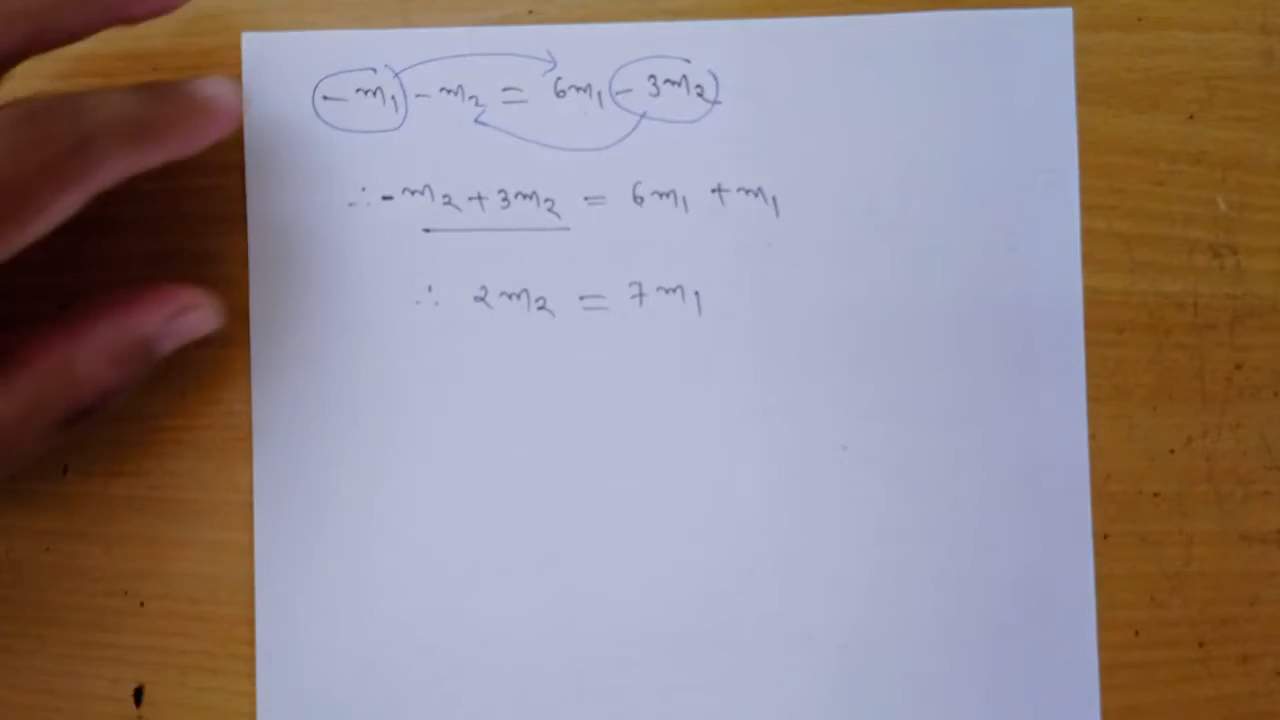 - m₁ - m₂ = 6m₁ - 3m₂
∴ - m₂ + 3m₂ = 6m₁ + m₁
∴ 2m₂ = 7m₁